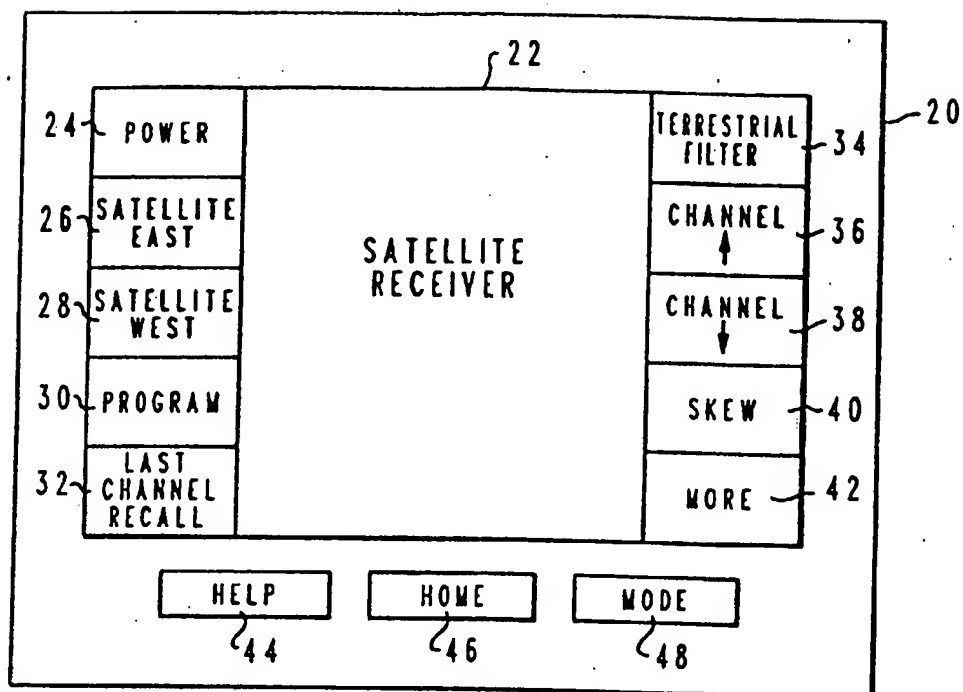 22
20
24
POWER
26
SATELLITE
EAST
28
SATELLITE
WEST
30
PROGRAM
32
LAST
CHANNEL
RECALL
SATELLITE
RECEIVER
TERRESTRIAL
FILTER
34
CHANNEL
36
CHANNEL
38
SKEW
40
MORE
42
HELP
HOME
MODE
44
46
48